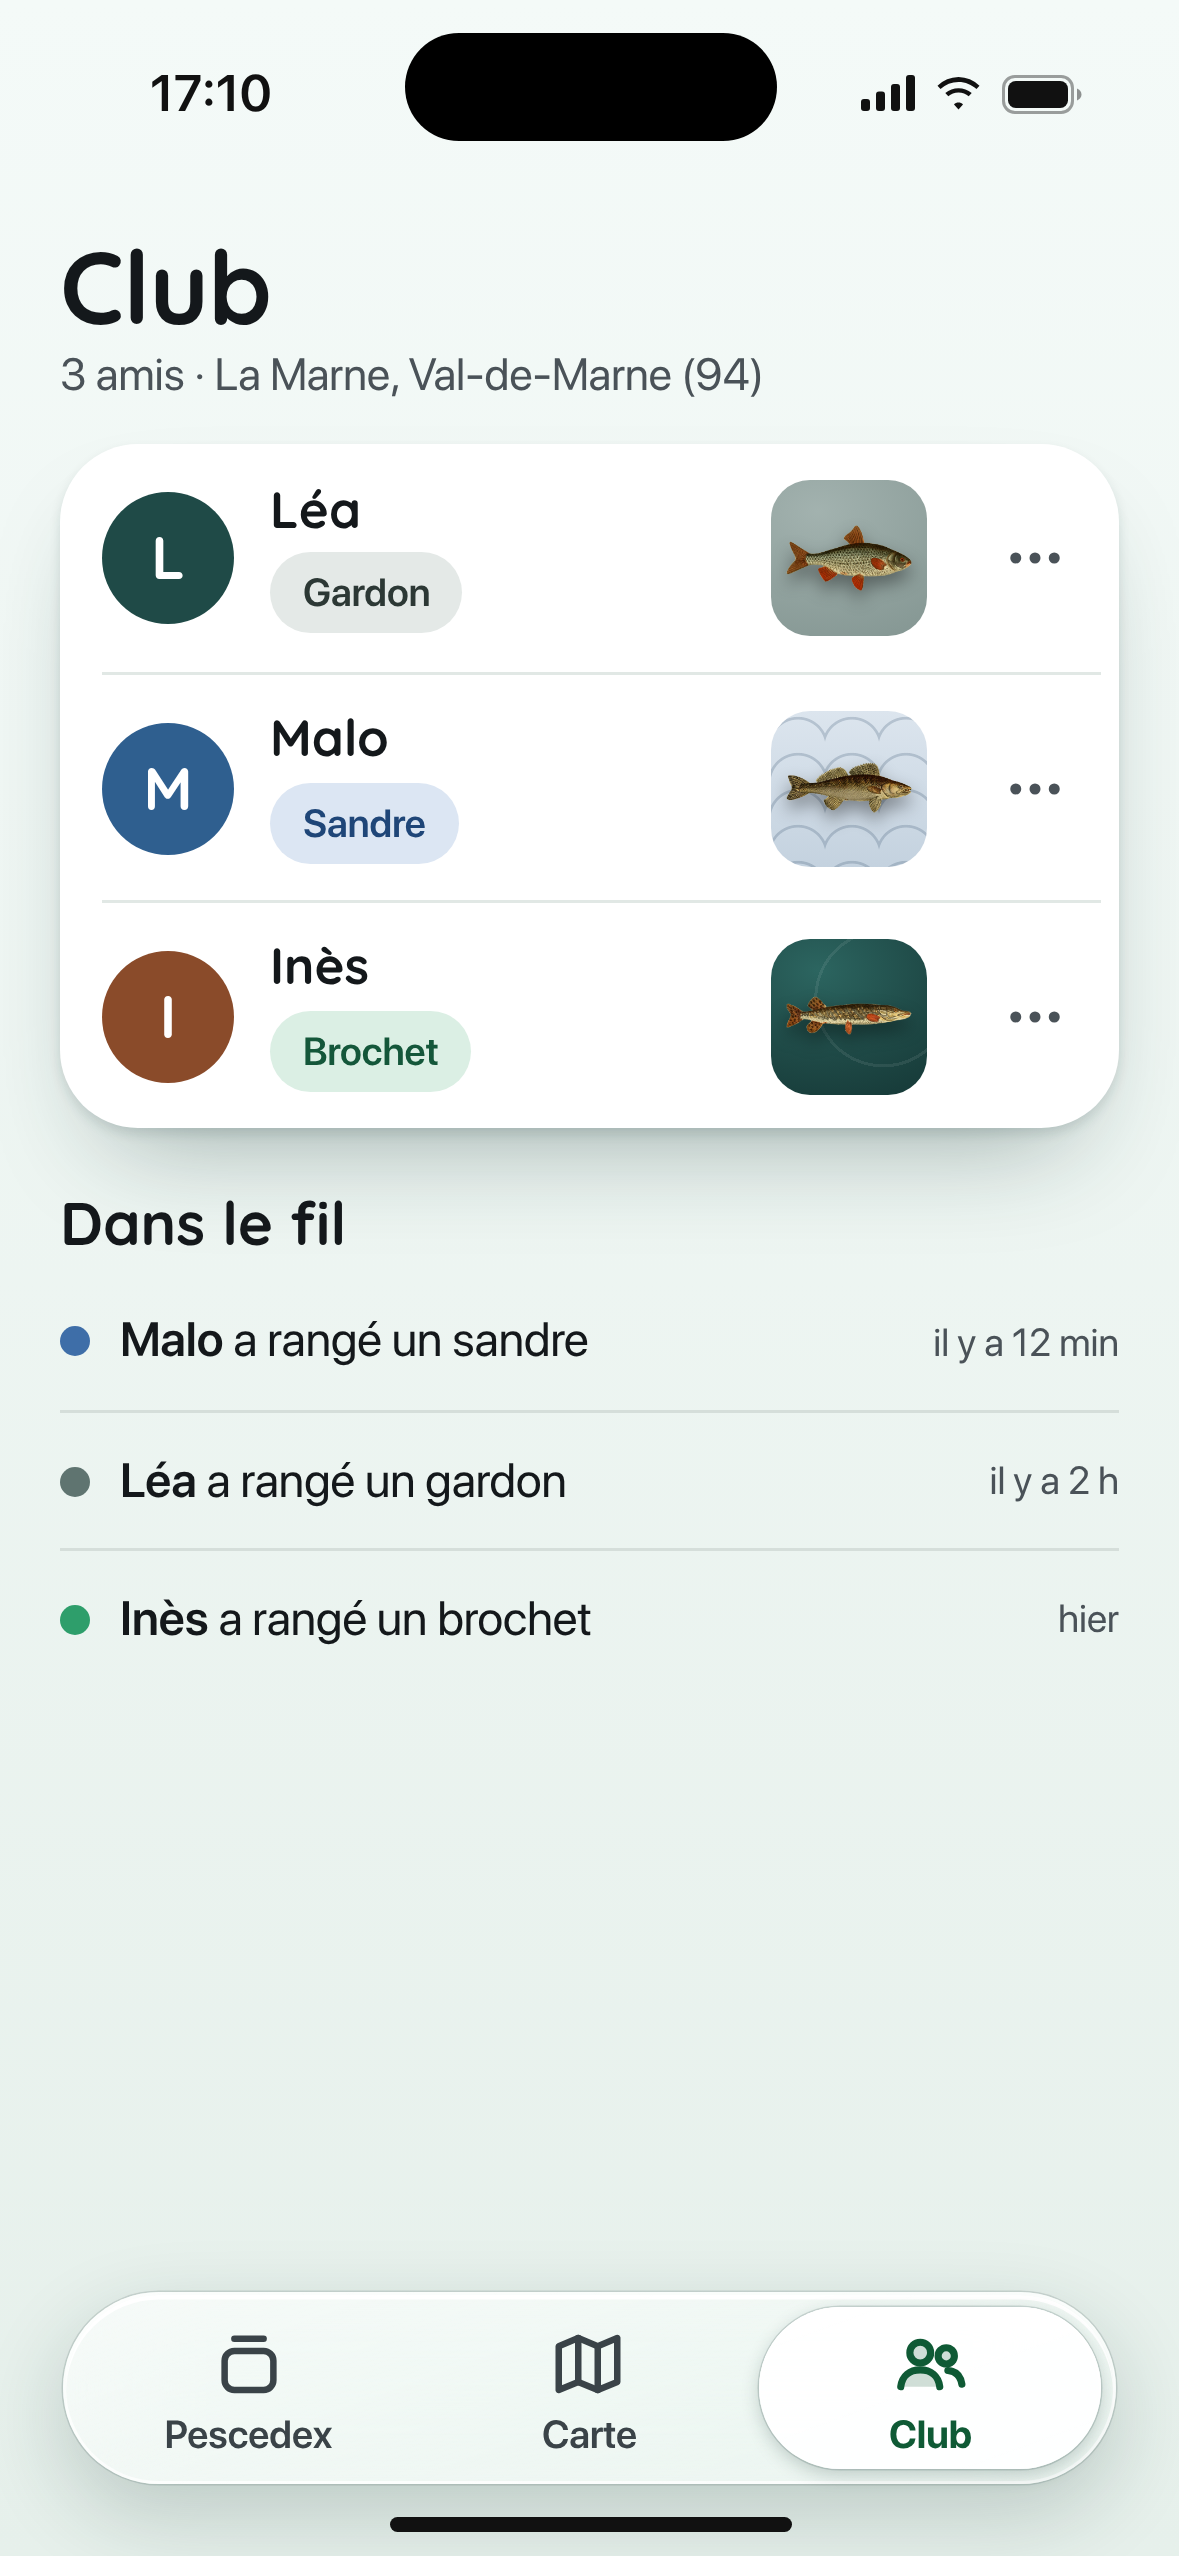 17:10
Club
3 amis · La Marne, Val-de-Marne (94)
L
Léa
Gardon
M
Malo
Sandre
I
Inès
Brochet
Dans le fil
Malo a rangé un sandre
il y a 12 min
Léa a rangé un gardon
il y a 2 h
Inès a rangé un brochet
hier
Pescedex
Carte
Club